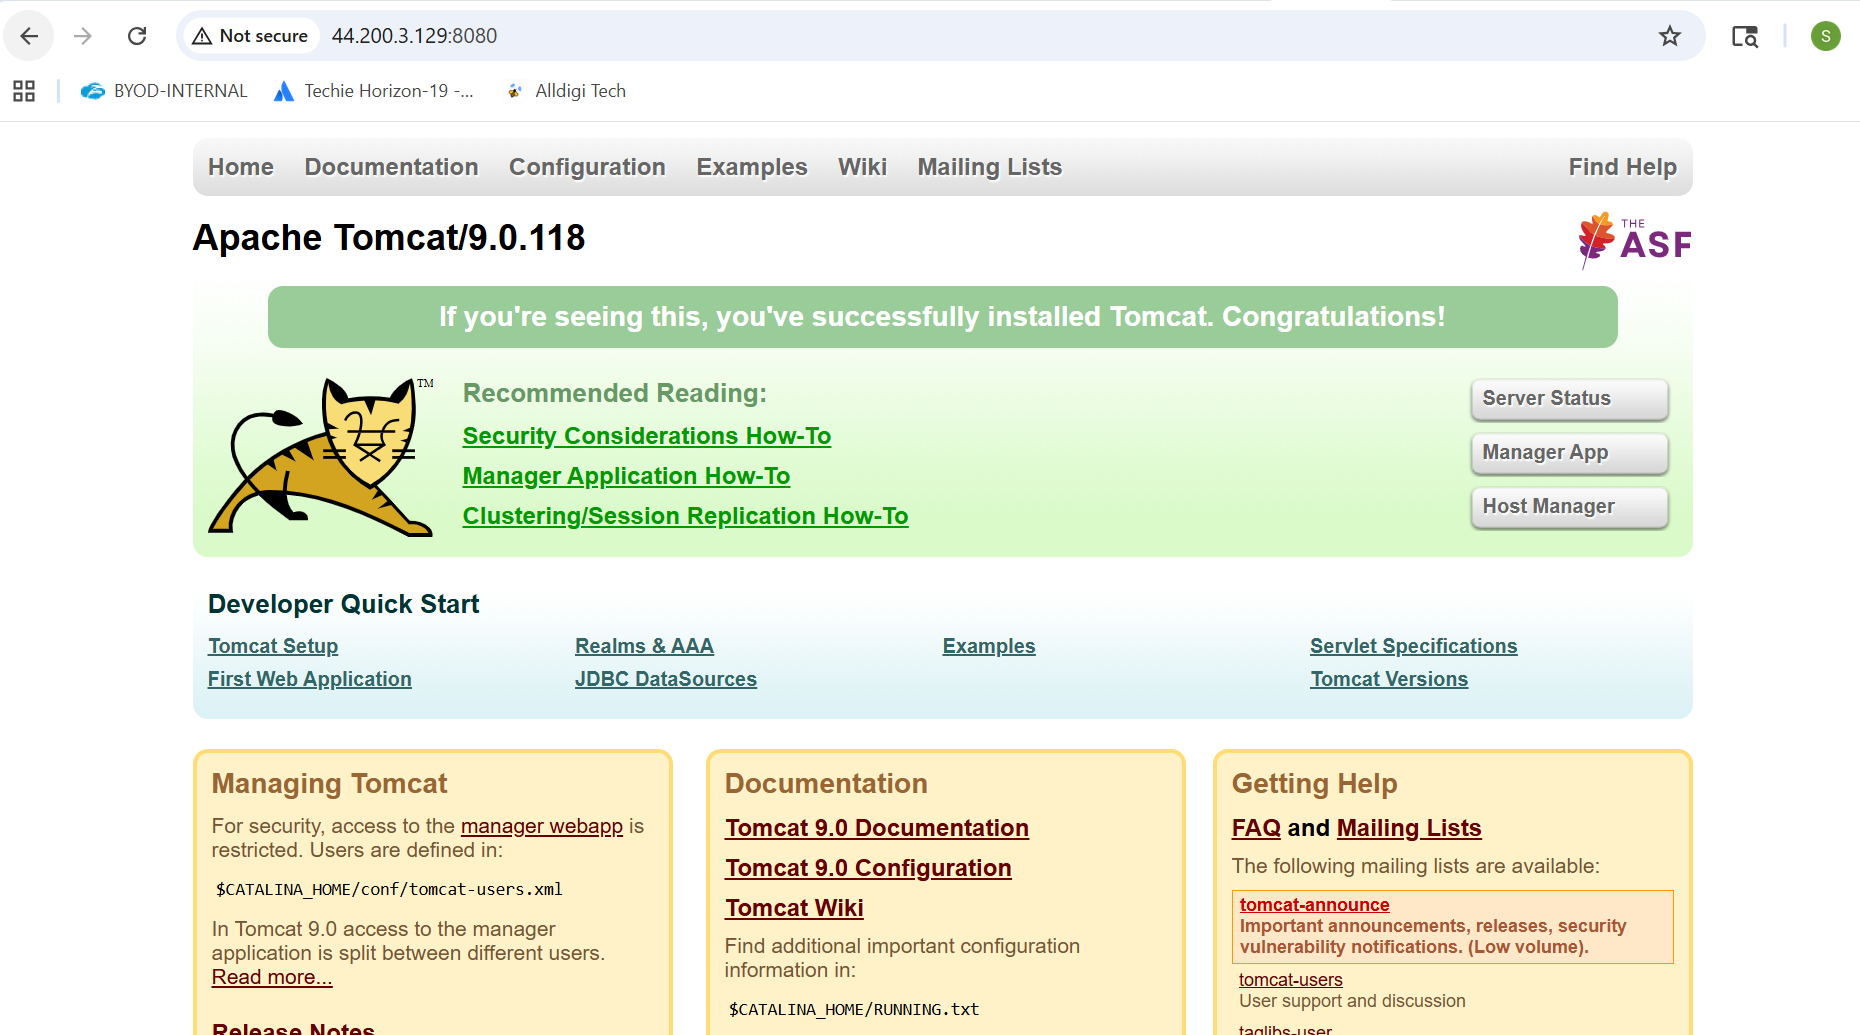 Not secure 44.200.3.129:8080
S
BYOD-INTERNAL Techie Horizon-19 -... Alldigi Tech
Home Documentation Configuration Examples Wiki Mailing Lists Find Help
Apache Tomcat/9.0.118
THE
ASF
If you're seeing this, you've successfully installed Tomcat. Congratulations!
TM
Recommended Reading:
Security Considerations How-To
Manager Application How-To
Clustering/Session Replication How-To
Server Status
Manager App
Host Manager
Developer Quick Start
Tomcat Setup
First Web Application
Realms & AAA
JDBC DataSources
Examples
Servlet Specifications
Tomcat Versions
Managing Tomcat
For security, access to the manager webapp is
restricted. Users are defined in:
$CATALINA_HOME/conf/tomcat-users.xml
In Tomcat 9.0 access to the manager
application is split between different users.
Read more...
Release Notes
Documentation
Tomcat 9.0 Documentation
Tomcat 9.0 Configuration
Tomcat Wiki
Find additional important configuration
information in:
$CATALINA_HOME/RUNNING.txt
Getting Help
FAQ and Mailing Lists
The following mailing lists are available:
tomcat-announce
Important announcements, releases, security
vulnerability notifications. (Low volume).
tomcat-users
User support and discussion
taglibs-user